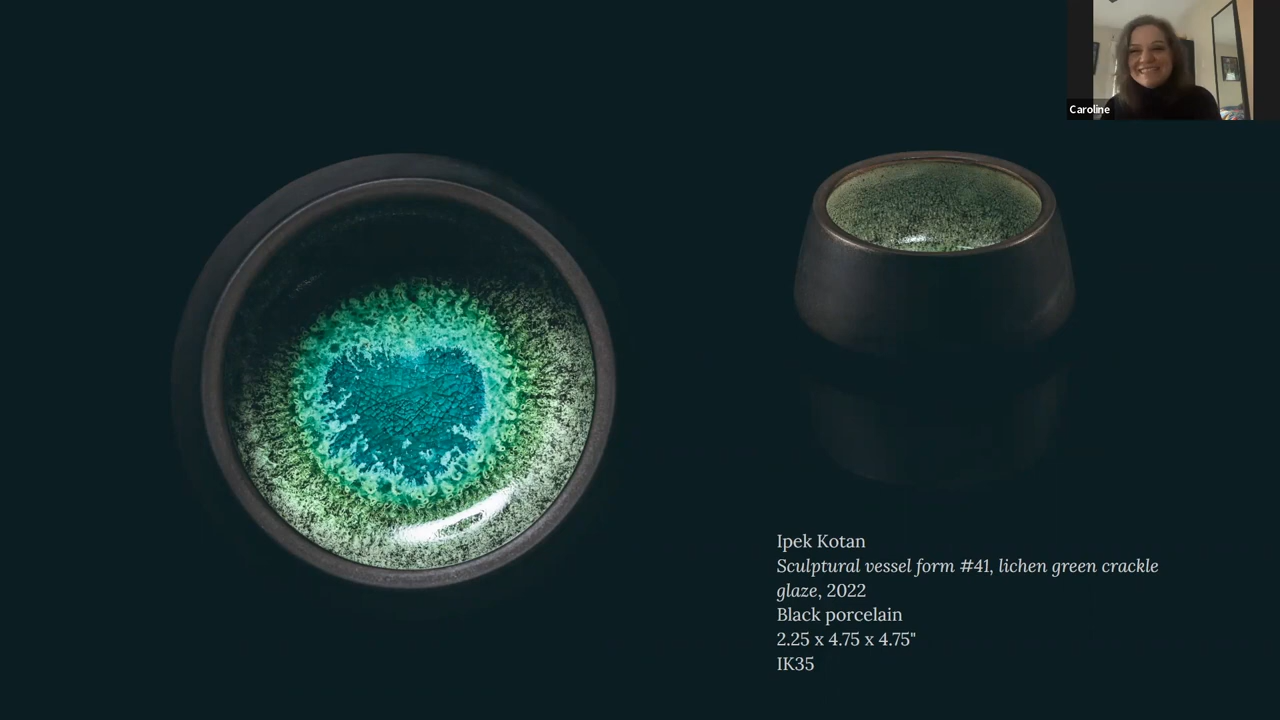 Caroline
Ipek Kotan
Sculptural vessel form #41, lichen green crackle
glaze, 2022
Black porcelain
2.25 x 4.75 x 4.75"
IK35